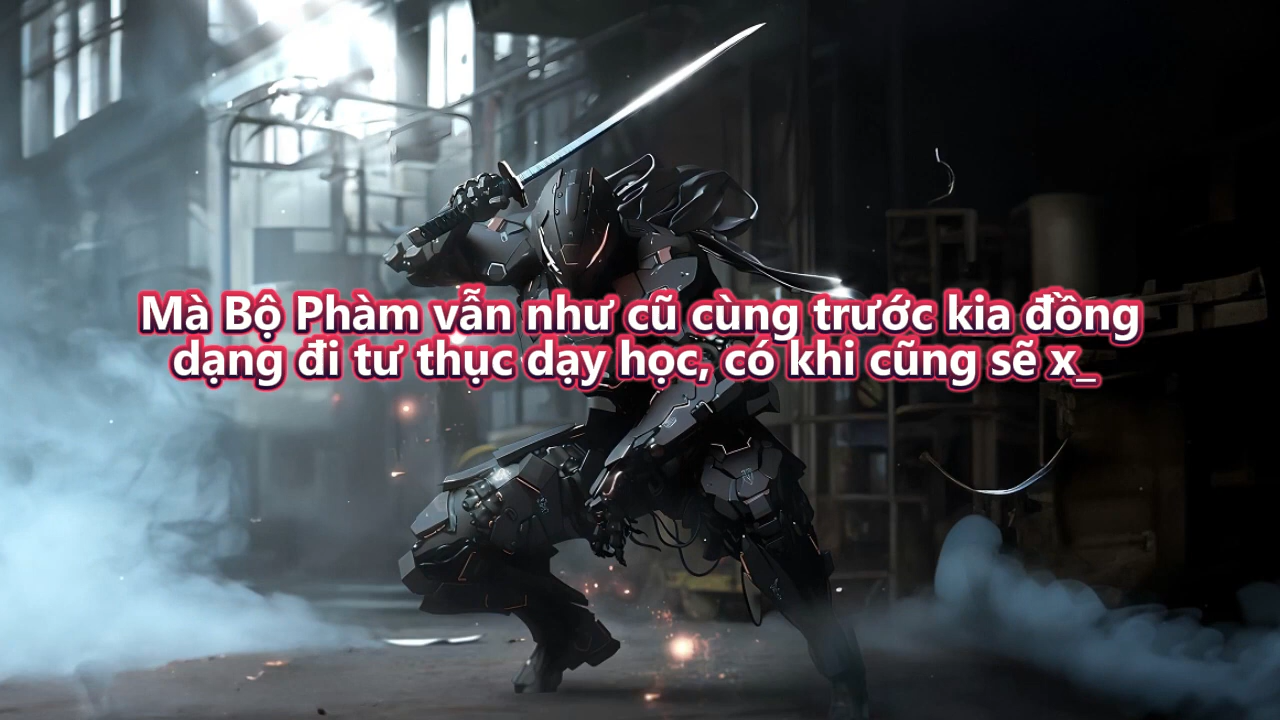 Mà Bộ Phàm vẫn như cũ cùng trước kia đồng
dạng đi tư thục dạy học, có khi cũng sẽ x_